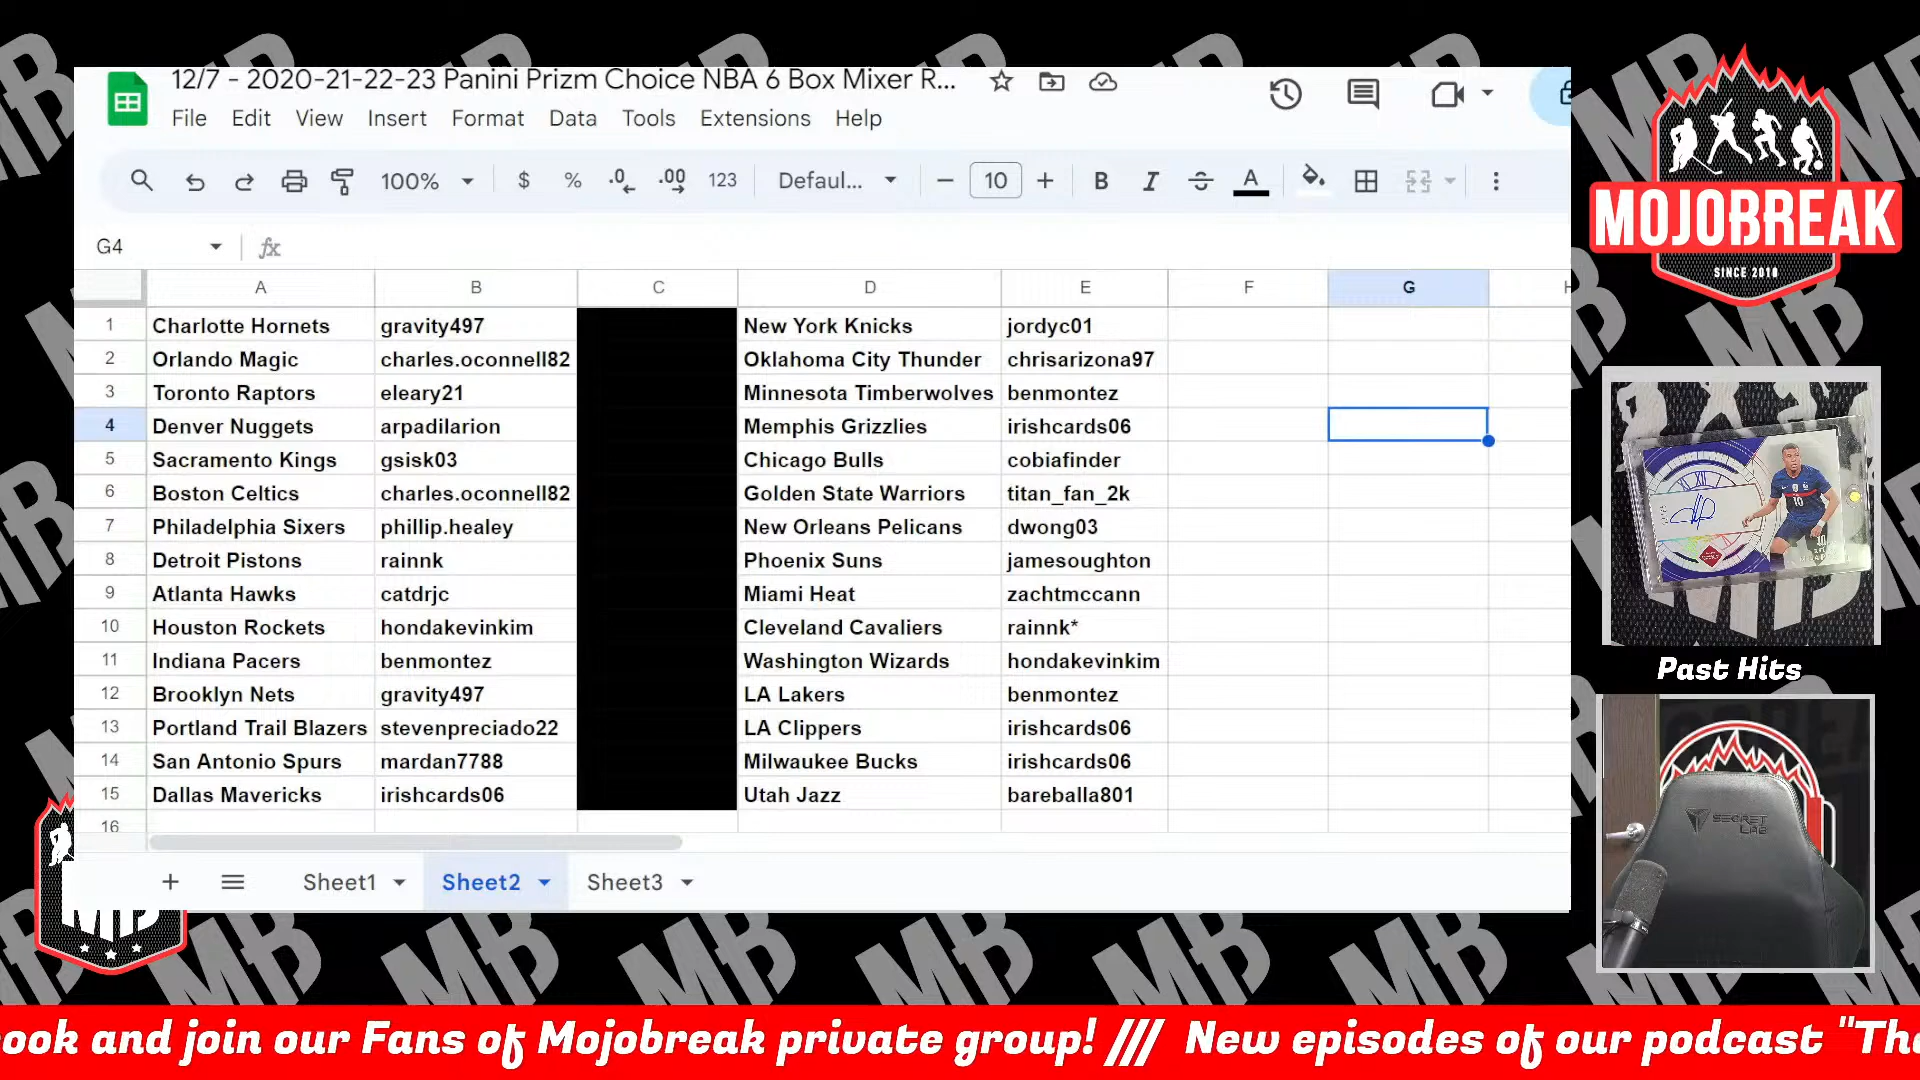 12/7 - 2020-21-22-23 Panini Prizm Choice NBA 6 Box Mixer R...
File Edit View Insert Format Data Tools Extensions Help
100% $ % .0 .00 123 Defaul... 10 B I S A
G4 fx
A B C D E F G H
1 Charlotte Hornets gravity497 New York Knicks jordyc01
2 Orlando Magic charles.oconnell82 Oklahoma City Thunder chrisarizona97
3 Toronto Raptors eleary21 Minnesota Timberwolves benmontez
4 Denver Nuggets arpadilarion Memphis Grizzlies irishcards06
5 Sacramento Kings gsisk03 Chicago Bulls cobiafinder
6 Boston Celtics charles.oconnell82 Golden State Warriors titan_fan_2k
7 Philadelphia Sixers phillip.healey New Orleans Pelicans dwong03
8 Detroit Pistons rainnk Phoenix Suns jamesoughton
9 Atlanta Hawks catdrjc Miami Heat zachtmccann
10 Houston Rockets hondakevinkim Cleveland Cavaliers rainnk*
11 Indiana Pacers benmontez Washington Wizards hondakevinkim
12 Brooklyn Nets gravity497 LA Lakers benmontez
13 Portland Trail Blazers stevenpreciado22 LA Clippers irishcards06
14 San Antonio Spurs mardan7788 Milwaukee Bucks irishcards06
15 Dallas Mavericks irishcards06 Utah Jazz bareballa801
16
+ Sheet1 Sheet2 Sheet3
MOJOBREAK
SINCE 2010
Past Hits
SECRET
LAB
MB
ook and join our Fans of Mojobreak private group! /// New episodes of our podcast "The